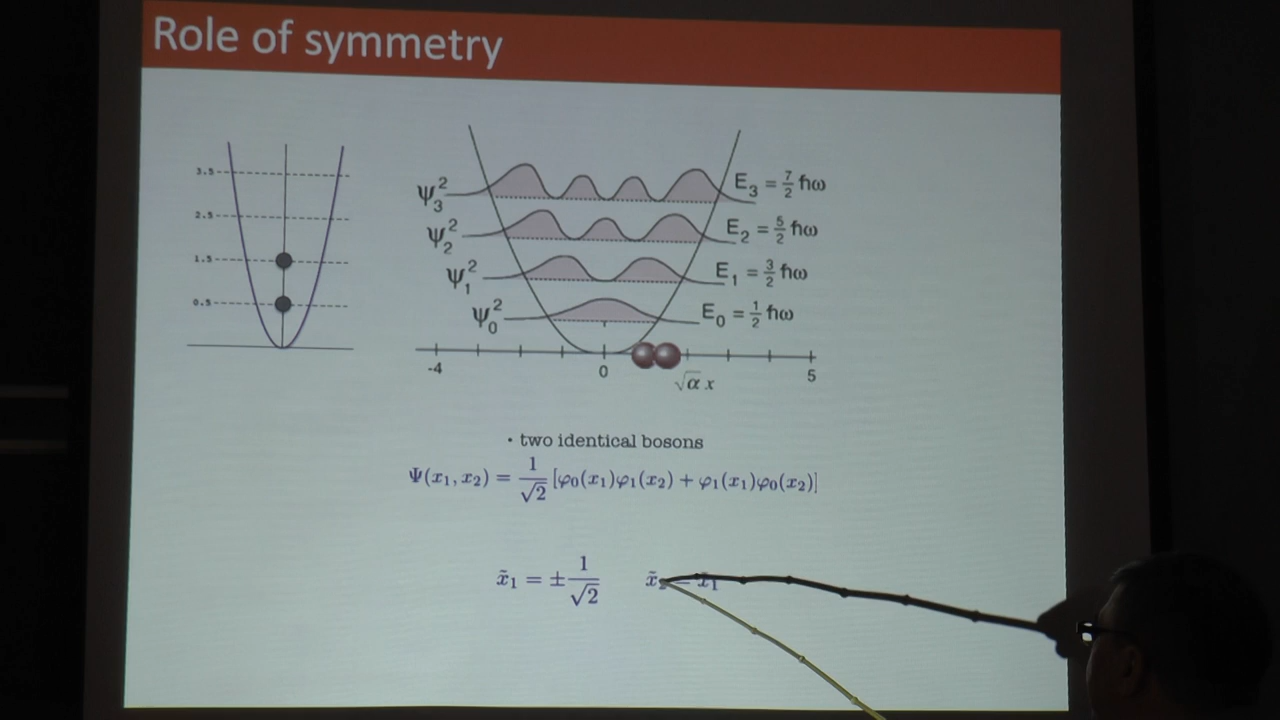 Role of symmetry
3.5
2.5
1.5
0.5
ψ₃² E₃ = 7/2 ħω
ψ₂² E₂ = 5/2 ħω
ψ₁² E₁ = 3/2 ħω
ψ₀² E₀ = 1/2 ħω
-4 0 5
√α x
• two identical bosons
Ψ(x₁, x₂) = 1/√2 [φ₀(x₁)φ₁(x₂) + φ₁(x₁)φ₀(x₂)]
x̃₁ = ± 1/√2 x̃₂ = x̃₁